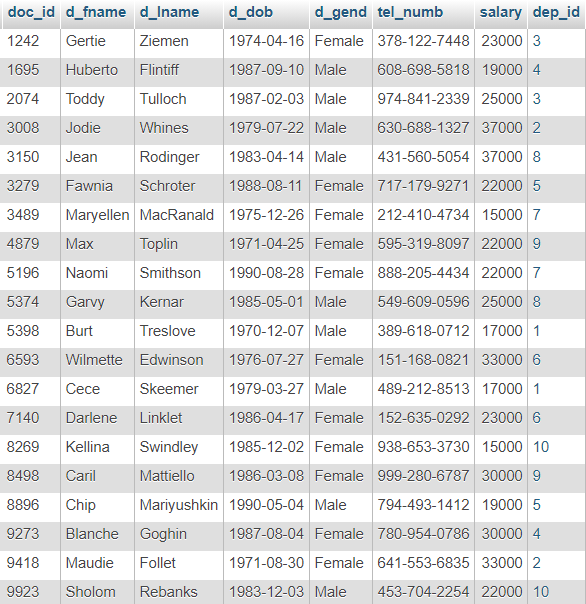 doc_id d_fname d_lname d_dob d_gend tel_numb salary dep_id
1242 Gertie Ziemen 1974-04-16 Female 378-122-7448 23000 3
1695 Huberto Flintiff 1987-09-10 Male 608-698-5818 19000 4
2074 Toddy Tulloch 1987-02-03 Male 974-841-2339 25000 3
3008 Jodie Whines 1979-07-22 Male 630-688-1327 37000 2
3150 Jean Rodinger 1983-04-14 Male 431-560-5054 37000 8
3279 Fawnia Schroter 1988-08-11 Female 717-179-9271 22000 5
3489 Maryellen MacRanald 1975-12-26 Female 212-410-4734 15000 7
4879 Max Toplin 1971-04-25 Female 595-319-8097 22000 9
5196 Naomi Smithson 1990-08-28 Female 888-205-4434 22000 7
5374 Garvy Kernar 1985-05-01 Male 549-609-0596 25000 8
5398 Burt Treslove 1970-12-07 Male 389-618-0712 17000 1
6593 Wilmette Edwinson 1976-07-27 Female 151-168-0821 33000 6
6827 Cece Skeemer 1979-03-27 Male 489-212-8513 17000 1
7140 Darlene Linklet 1986-04-17 Female 152-635-0292 23000 6
8269 Kellina Swindley 1985-12-02 Female 938-653-3730 15000 10
8498 Caril Mattiello 1986-03-08 Female 999-280-6787 30000 9
8896 Chip Mariyushkin 1990-05-04 Male 794-493-1412 19000 5
9273 Blanche Goghin 1987-08-04 Female 780-954-0786 30000 4
9418 Maudie Follet 1971-08-30 Female 641-553-6835 33000 2
9923 Sholom Rebanks 1983-12-03 Male 453-704-2254 22000 10